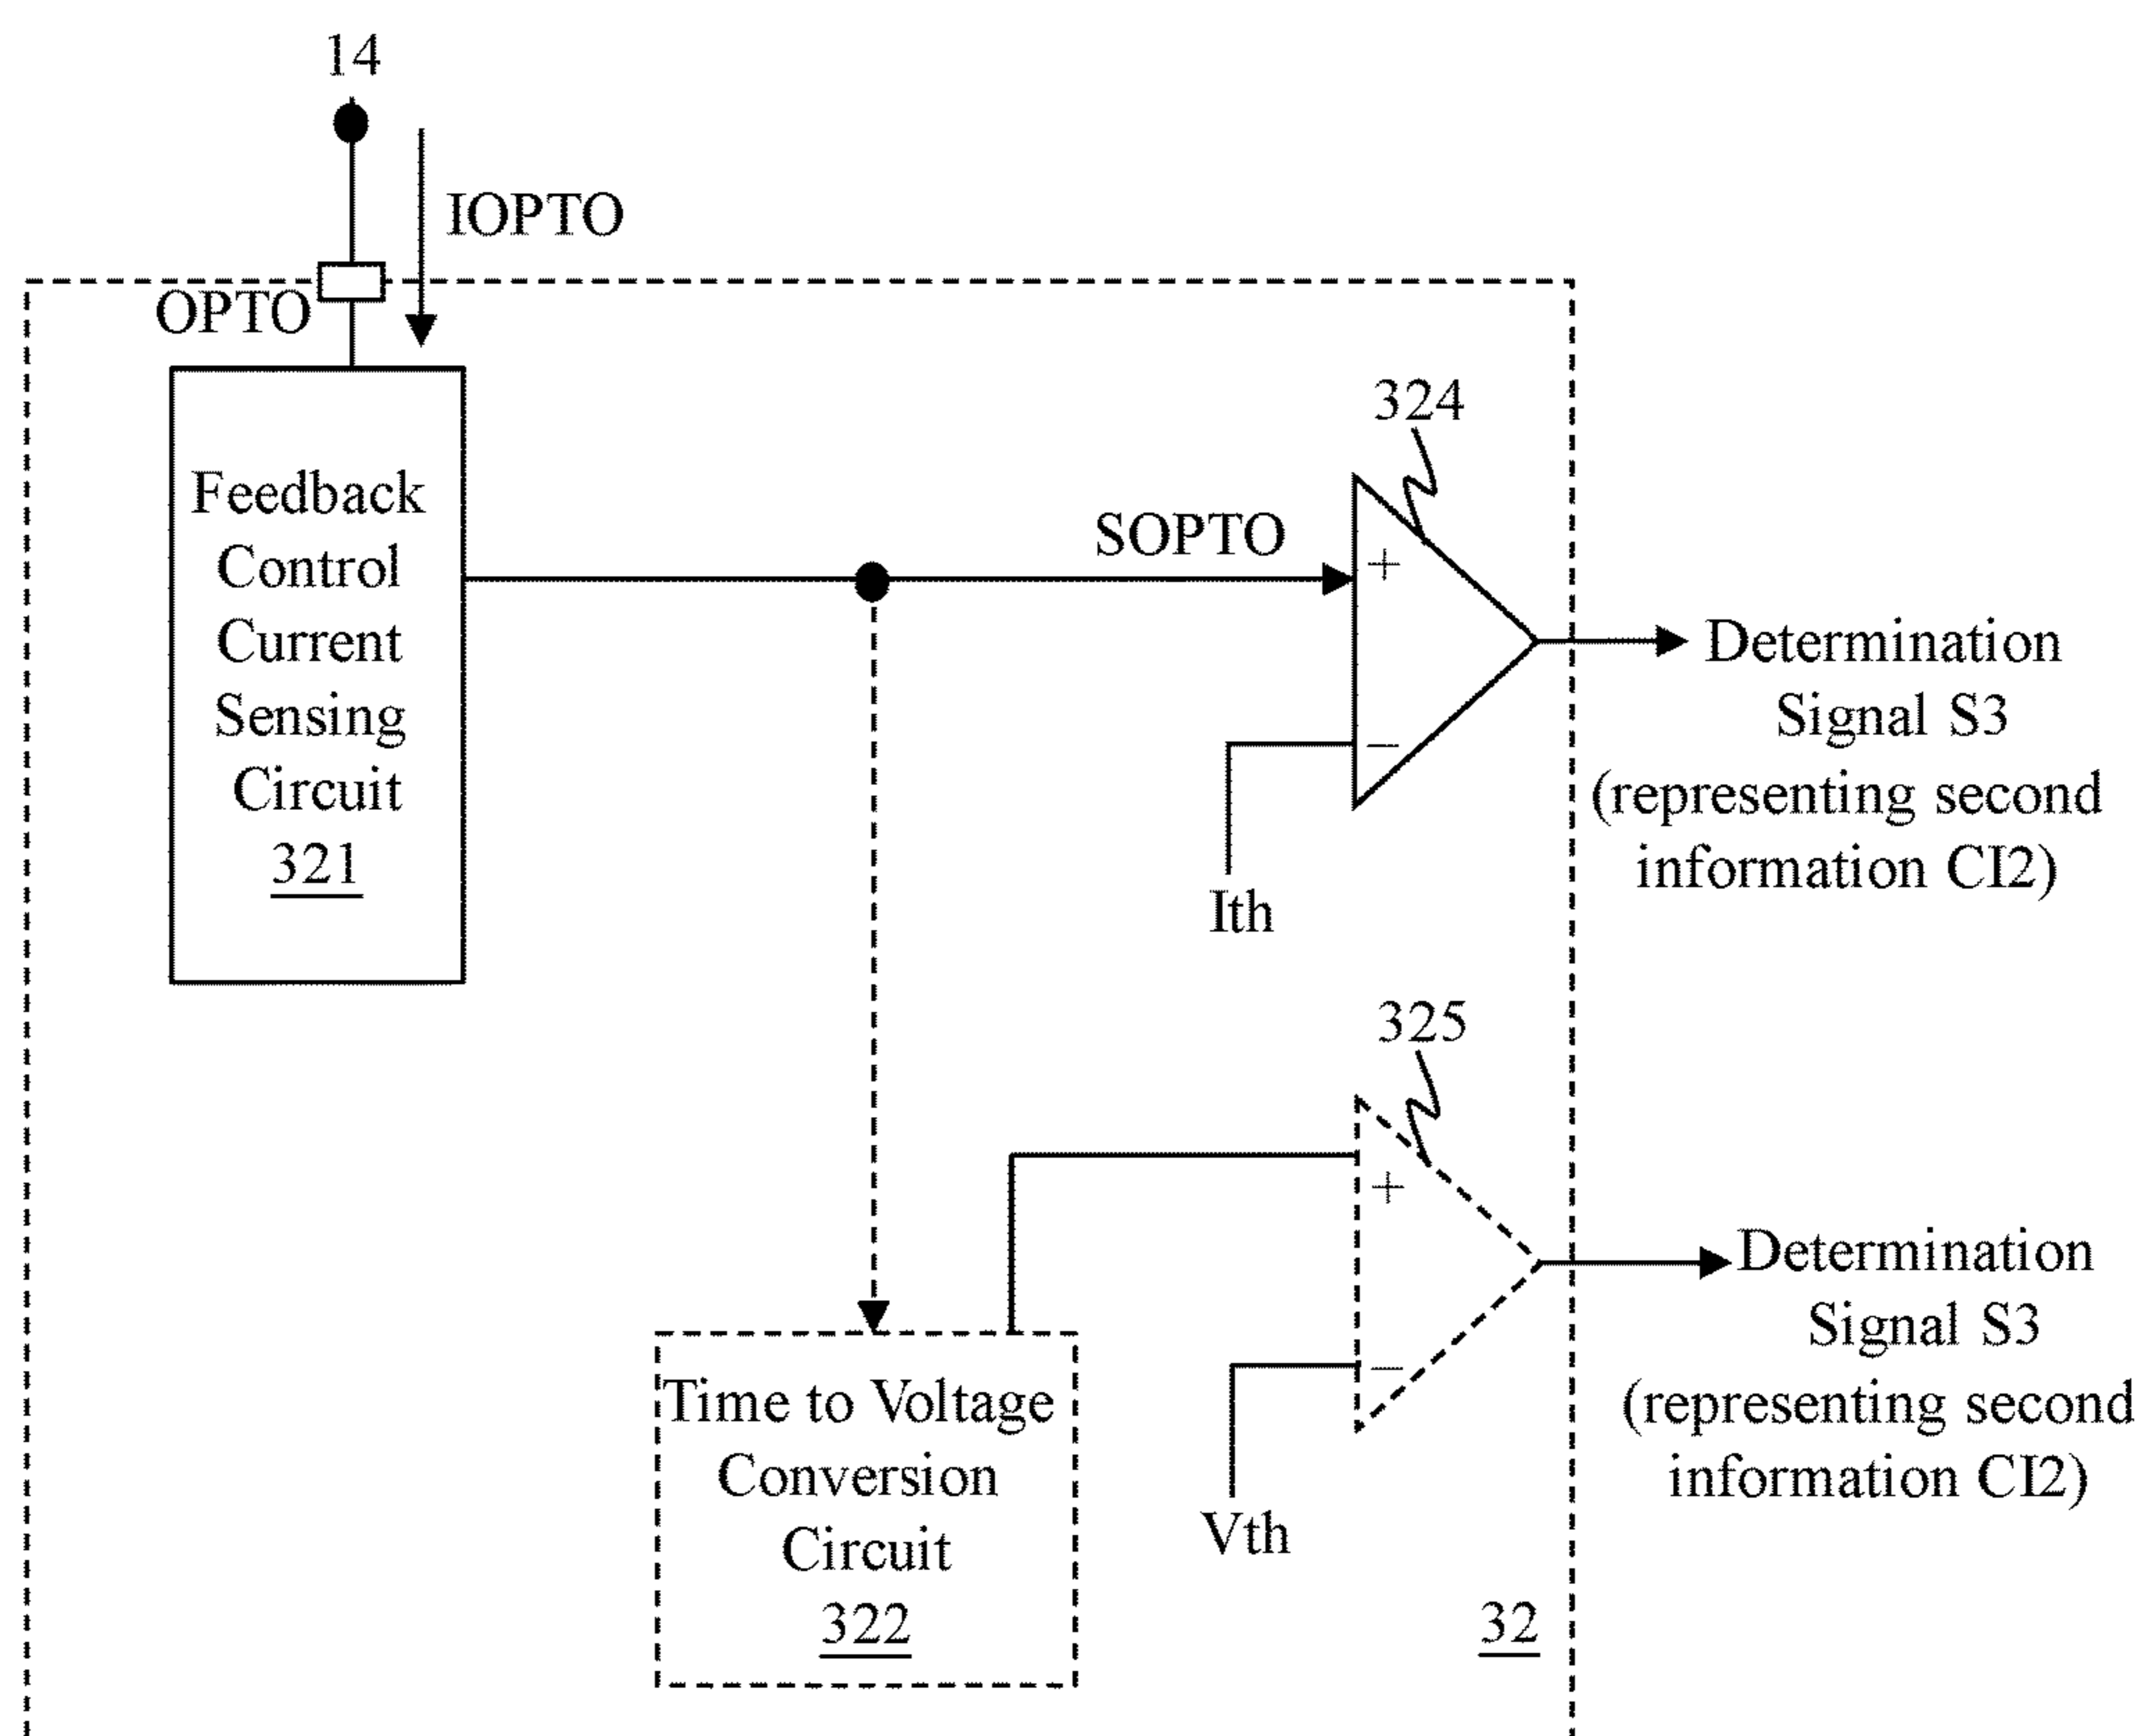 14
IOPTO
OPTO
Feedback
Control
Current
Sensing
Circuit
321
SOPTO
324
+
−
Ith
Determination
Signal S3
(representing second
information CI2)
325
+
−
Vth
Determination
Signal S3
(representing second
information CI2)
Time to Voltage
Conversion
Circuit
322
32